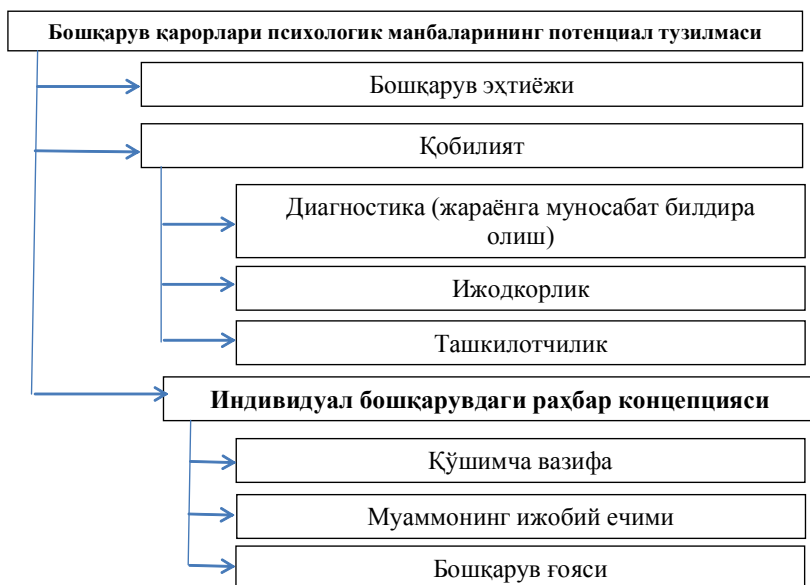 Бошқарув қарорлари психологик манбаларининг потенциал тузилмаси
Бошқарув эҳтиёжи
Қобилият
Диагностика (жараёнга муносабат билдира
олиш)
Ижодкорлик
Ташкилотчилик
Индивидуал бошқарувдаги раҳбар концепцияси
Қўшимча вазифа
Муаммонинг ижобий ечими
Бошқарув ғояси